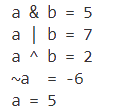 a & b = 5
a | b = 7
a ^ b = 2
~a  = -6
a = 5